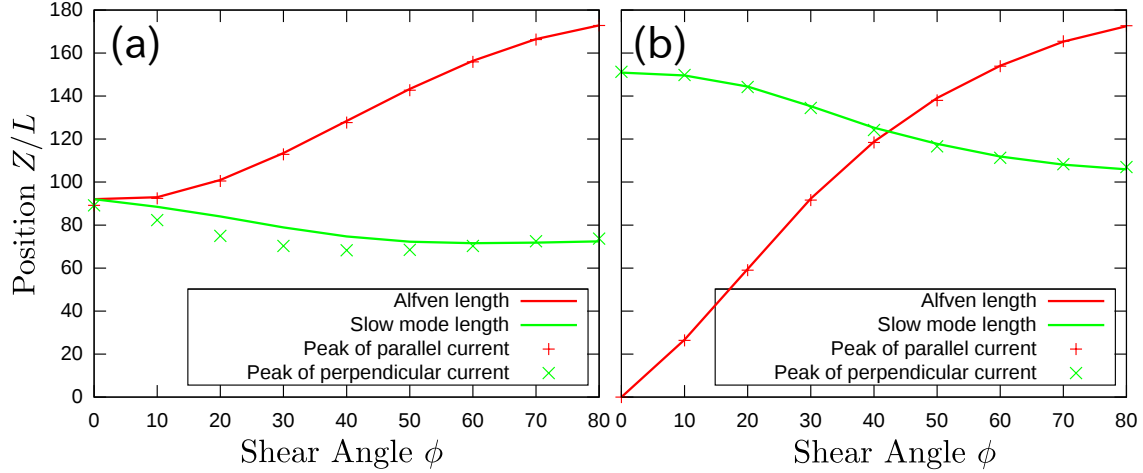 (a)
(b)
Position Z/L
180
160
140
120
100
80
60
40
20
0
Alfven length
Slow mode length
Peak of parallel current
Peak of perpendicular current
Alfven length
Slow mode length
Peak of parallel current
Peak of perpendicular current
0 10 20 30 40 50 60 70 80
0 10 20 30 40 50 60 70 80
Shear Angle ϕ
Shear Angle ϕ